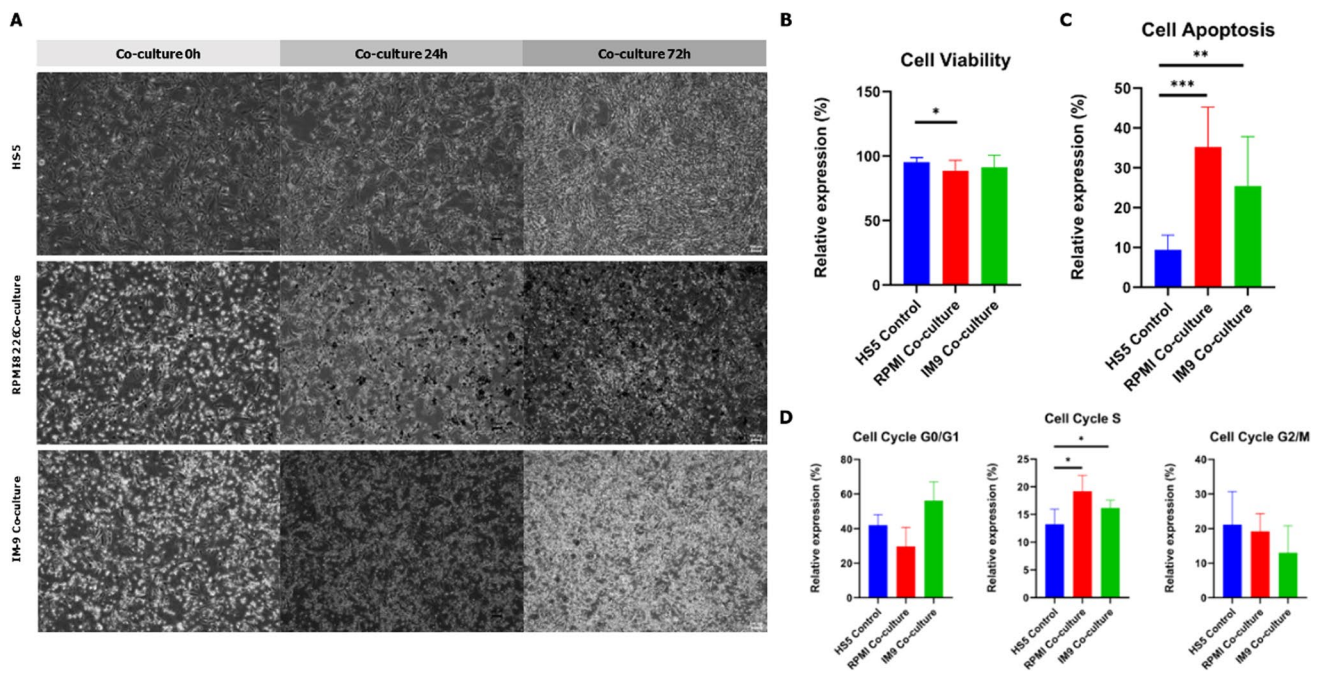 A
Co-culture 0h
Co-culture 24h
Co-culture 72h
HS5
RPMI8226Co-culture
IM-9 Co-culture
B
Cell Viability
Relative expression (%)
150
100
50
0
*
HS5 Control
RPMI Co-culture
IM9 Co-culture
C
Cell Apoptosis
Relative expression (%)
50
40
30
20
10
0
**
***
HS5 Control
RPMI Co-culture
IM9 Co-culture
D
Cell Cycle G0/G1
Relative expression (%)
80
60
40
20
0
HS5 Control
RPMI Co-culture
IM9 Co-culture
Cell Cycle S
Relative expression (%)
25
20
15
10
5
0
*
*
HS5 Control
RPMI Co-culture
IM9 Co-culture
Cell Cycle G2/M
Relative expression (%)
40
30
20
10
0
HS5 Control
RPMI Co-culture
IM9 Co-culture